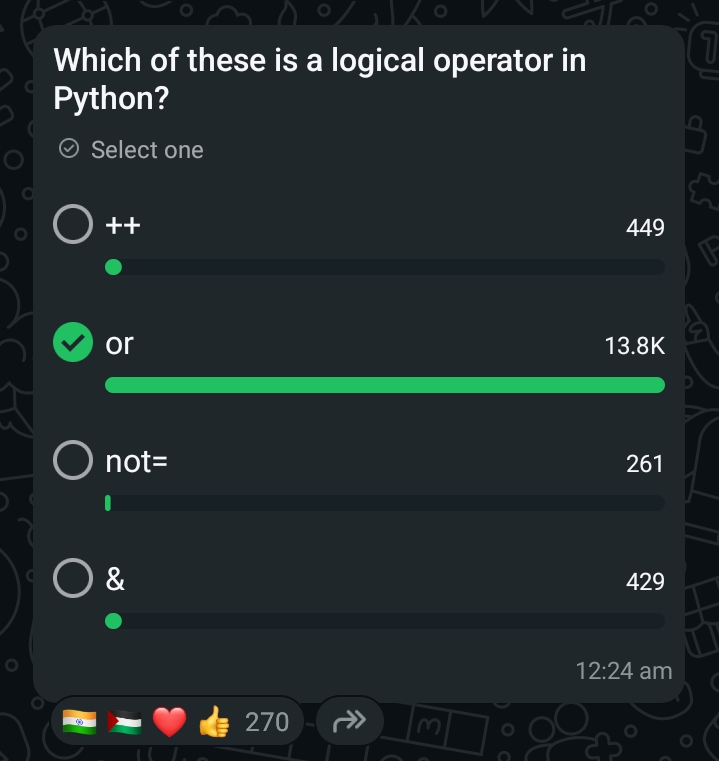 Which of these is a logical operator in
Python?
Select one
++ 449
or 13.8K
not= 261
& 429
12:24 am
270